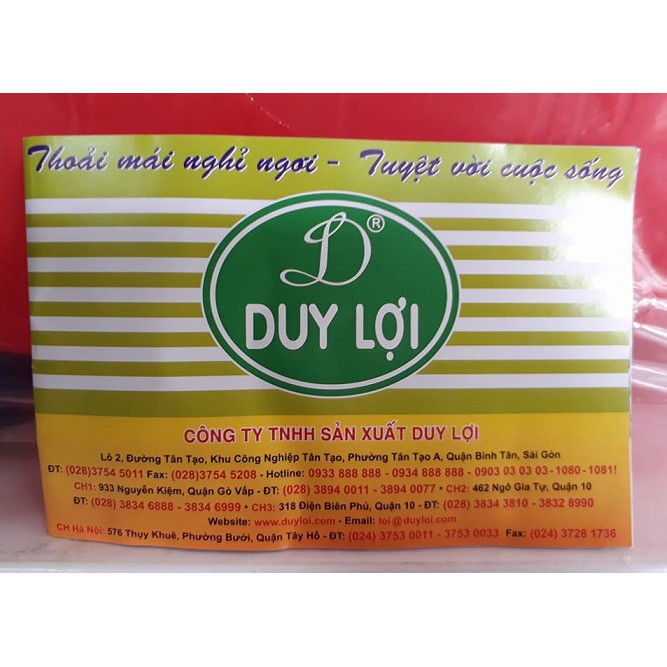 Thoải mái nghỉ ngơi - Tuyệt vời cuộc sống
D ®
DUY LỢI
CÔNG TY TNHH SẢN XUẤT DUY LỢI
Lô 2, Đường Tân Tạo, Khu Công Nghiệp Tân Tạo, Phường Tân Tạo A, Quận Bình Tân, Sài Gòn
ĐT: (028)3754 5011 Fax: (028)3754 5208 - Hotline: 0933 888 888 - 0934 888 888 - 0903 03 03 03 - 1080 - 1081!
CH1: 933 Nguyễn Kiệm, Quận Gò Vấp - ĐT: (028) 3894 0011 - 3894 0077 • CH2: 462 Ngô Gia Tự, Quận 10
ĐT: (028) 3834 6888 - 3834 6999 • CH3: 318 Điện Biên Phủ, Quận 10 - ĐT: (028) 3834 3810 - 3832 8990
Website: www.duyloi.com - Email: loi@duyloi.com
CH Hà Nội: 576 Thụy Khuê, Phường Bưởi, Quận Tây Hồ - ĐT: (024) 3753 0011 - 3753 0033 Fax: (024) 3728 1736